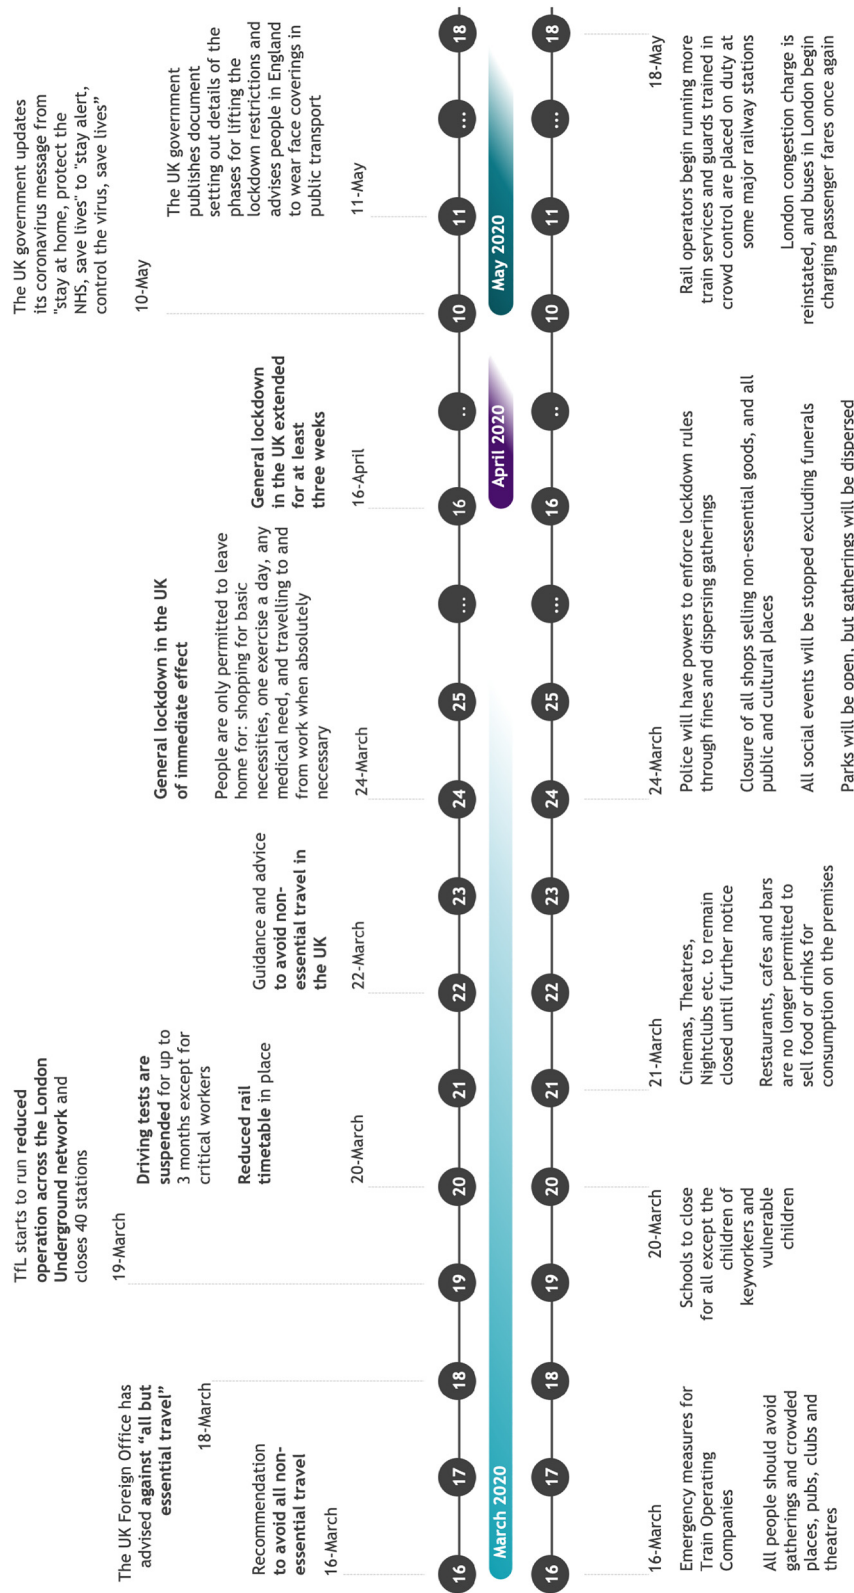 The UK Foreign Office has
advised against “all but
essential travel”
18-March
Recommendation
to avoid all non-
essential travel
16-March
TfL starts to run reduced
operation across the London
Underground network and
closes 40 stations
19-March
Driving tests are
suspended for up to
3 months except for
critical workers
Reduced rail
timetable in place
20-March
Guidance and advice
to avoid non-
essential travel in
the UK
22-March
General lockdown in the UK
of immediate effect
People are only permitted to leave
home for: shopping for basic
necessities, one exercise a day, any
medical need, and travelling to and
from work when absolutely
necessary
24-March
General lockdown
in the UK extended
for at least
three weeks
16-April
The UK government updates
its coronavirus message from
"stay at home, protect the
NHS, save lives" to "stay alert,
control the virus, save lives”
10-May
The UK government
publishes document
setting out details of the
phases for lifting the
lockdown restrictions and
advises people in England
to wear face coverings in
public transport
11-May
16 17 18 19 20 21 22 23 24 25 ... 16 .. 10 11 ... 18
March 2020 April 2020 May 2020
16 17 18 19 20 21 22 23 24 25 ... 16 .. 10 11 ... 18
16-March
Emergency measures for
Train Operating
Companies
All people should avoid
gatherings and crowded
places, pubs, clubs and
theatres
20-March
Schools to close
for all except the
children of
keyworkers and
vulnerable
children
21-March
Cinemas, Theatres,
Nightclubs etc. to remain
closed until further notice
Restaurants, cafes and bars
are no longer permitted to
sell food or drinks for
consumption on the premises
24-March
Police will have powers to enforce lockdown rules
through fines and dispersing gatherings
Closure of all shops selling non-essential goods, and all
public and cultural places
All social events will be stopped excluding funerals
Parks will be open, but gatherings will be dispersed
18-May
Rail operators begin running more
train services and guards trained in
crowd control are placed on duty at
some major railway stations
London congestion charge is
reinstated, and buses in London begin
charging passenger fares once again